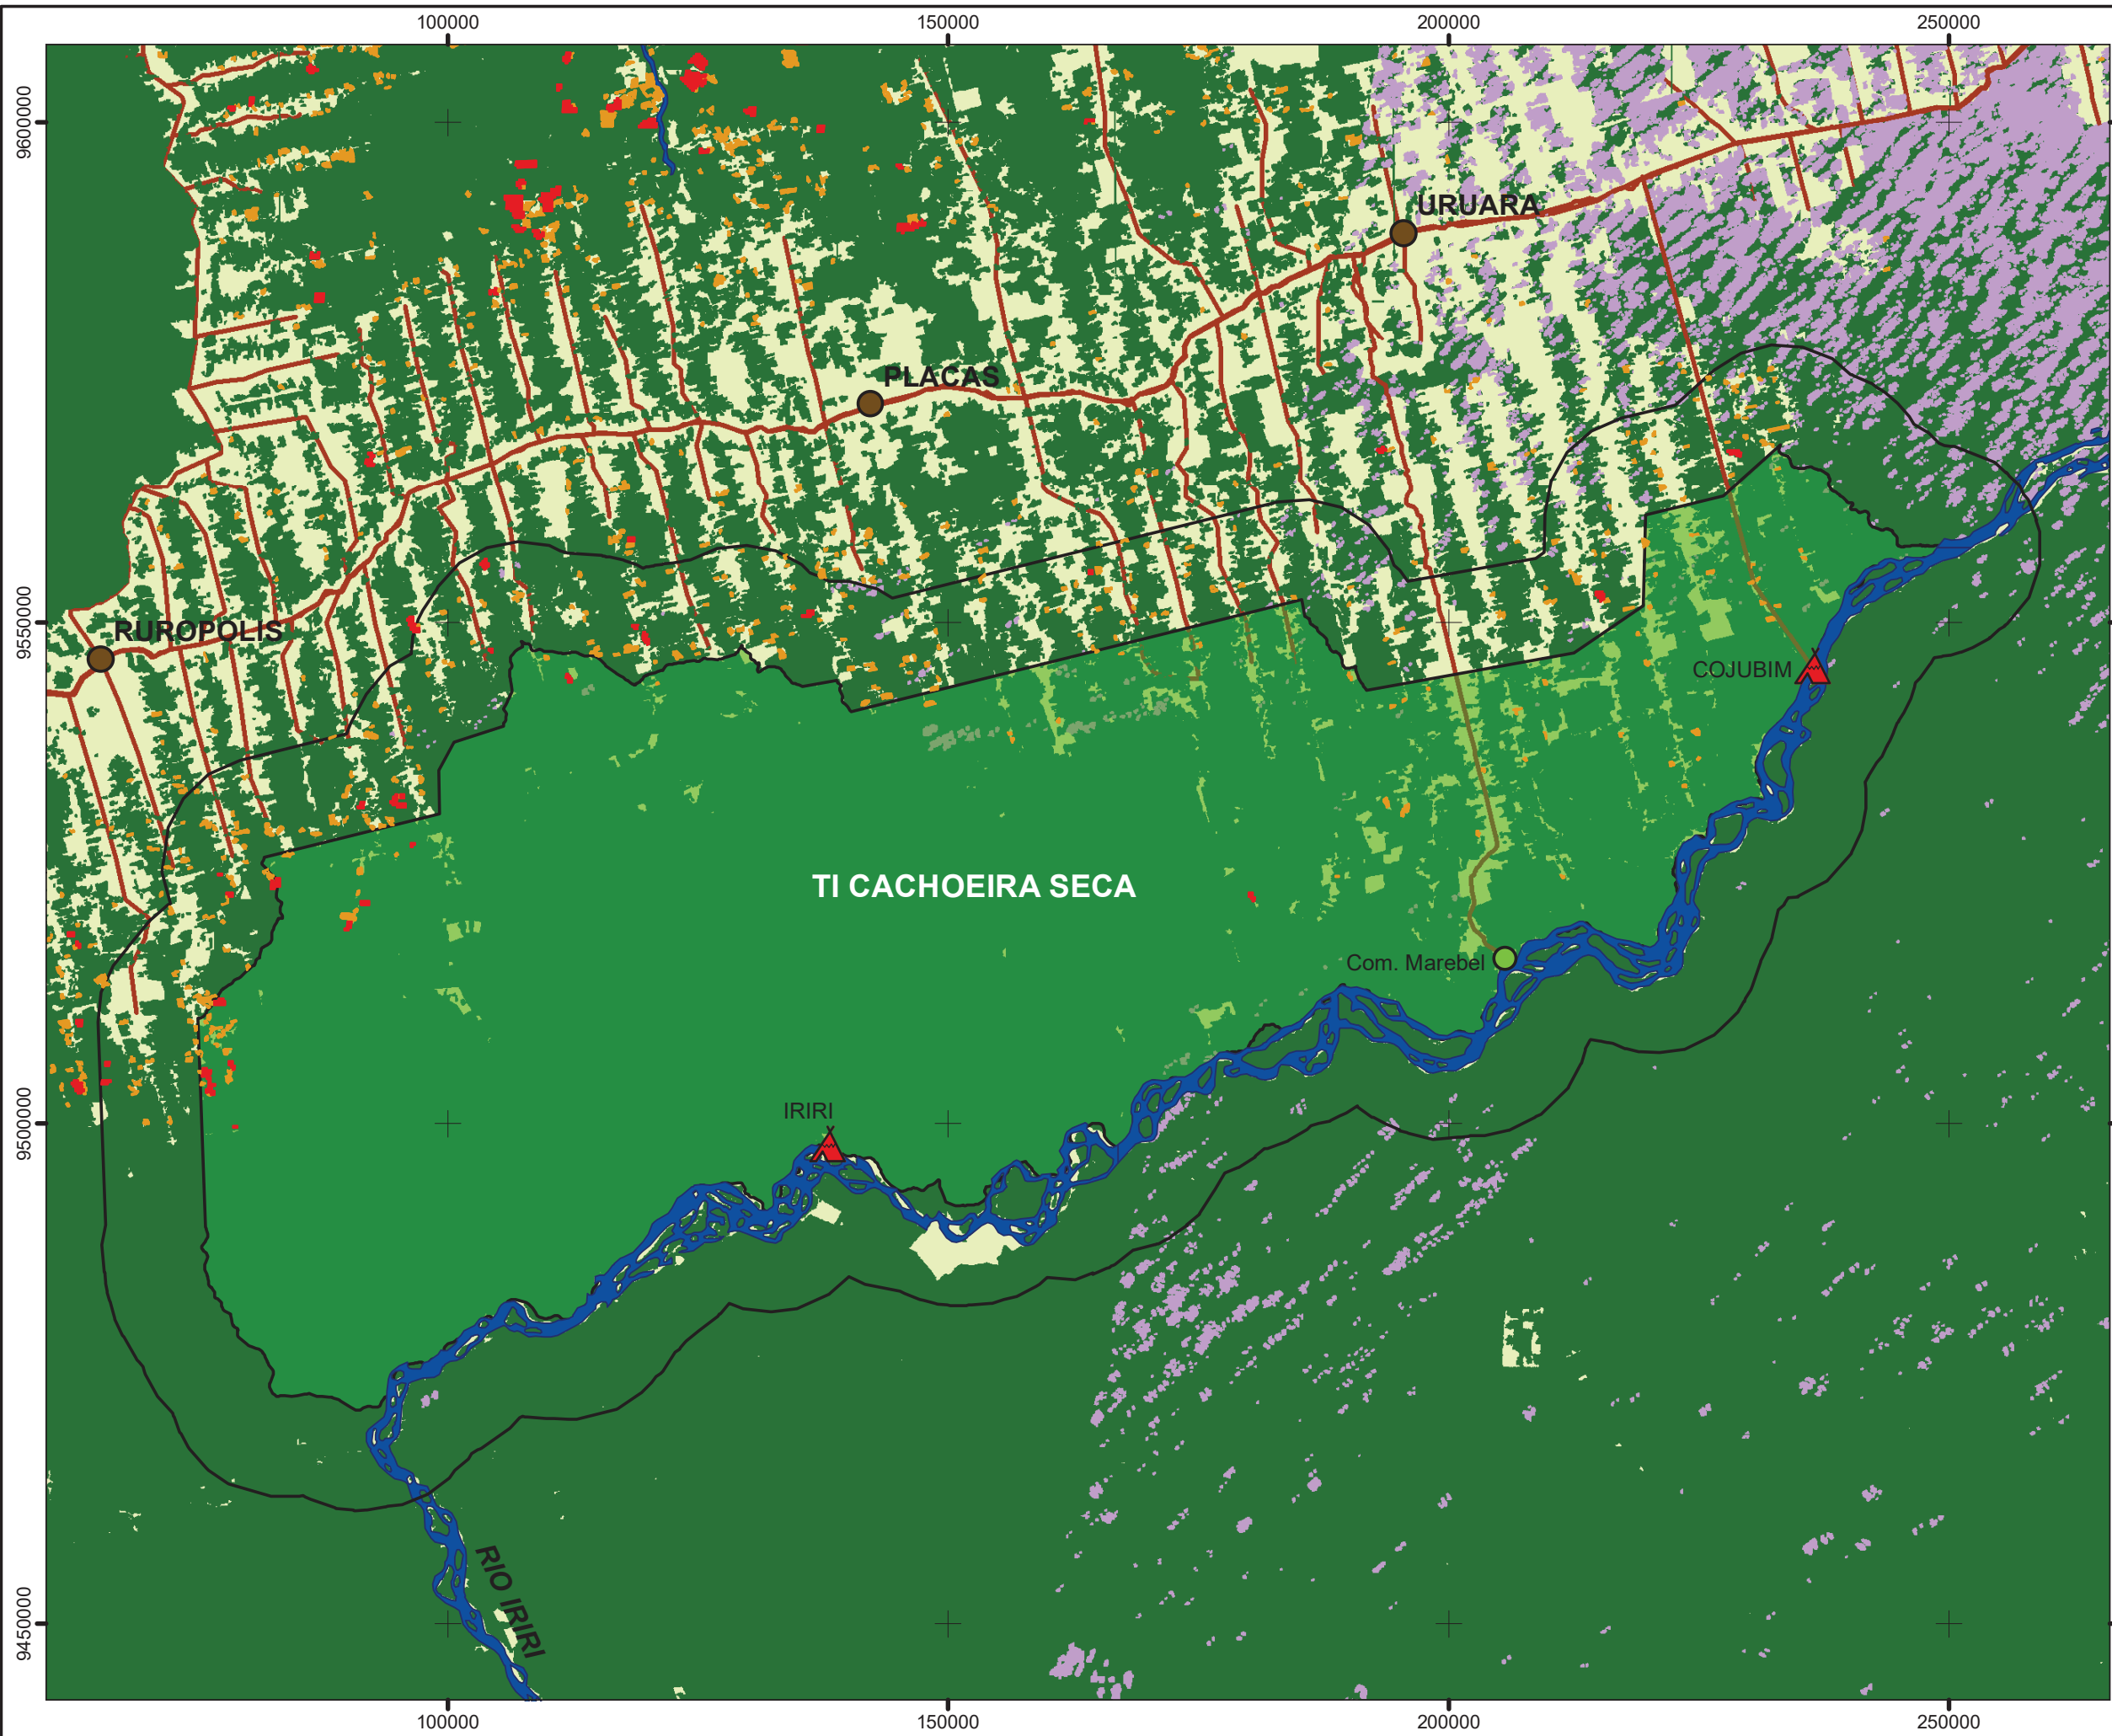 100000 150000 200000 250000
9600000
URUARA
PLACAS
9550000
RUROPOLIS
COJUBIM
TI CACHOEIRA SECA
Com. Marebel
9500000
IRIRI
RIO IRIRI
9450000
100000 150000 200000 250000